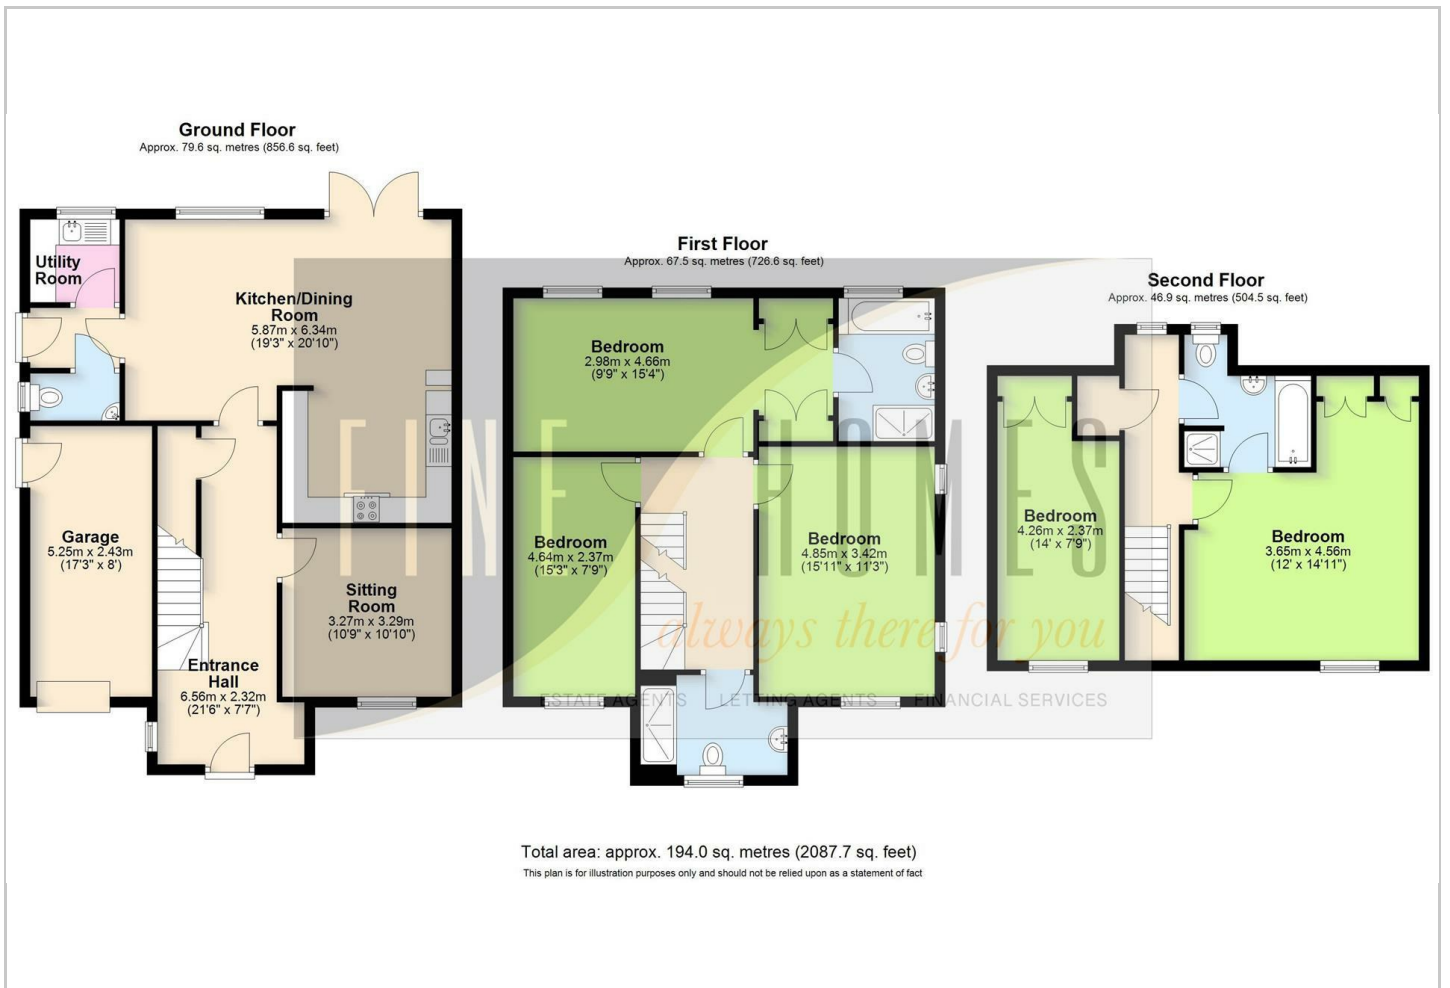 Ground Floor
Approx. 79.6 sq. metres (856.6 sq. feet)
Utility
Room
Kitchen/Dining
Room
5.87m x 6.34m
(19'3" x 20'10")
Garage
5.25m x 2.43m
(17'3" x 8')
Sitting
Room
3.27m x 3.29m
(10'9" x 10'10")
Entrance
Hall
6.56m x 2.32m
(21'6" x 7'7")
First Floor
Approx. 67.5 sq. metres (726.6 sq. feet)
Bedroom
2.98m x 4.66m
(9'9" x 15'4")
Bedroom
4.64m x 2.37m
(15'3" x 7'9")
Bedroom
4.85m x 3.42m
(15'11" x 11'3")
Second Floor
Approx. 46.9 sq. metres (504.5 sq. feet)
Bedroom
4.26m x 2.37m
(14' x 7'9")
Bedroom
3.65m x 4.56m
(12' x 14'11")
FINE HOMES
always there for you
ESTATE AGENTS LETTING AGENTS FINANCIAL SERVICES
Total area: approx. 194.0 sq. metres (2087.7 sq. feet)
This plan is for illustration purposes only and should not be relied upon as a statement of fact